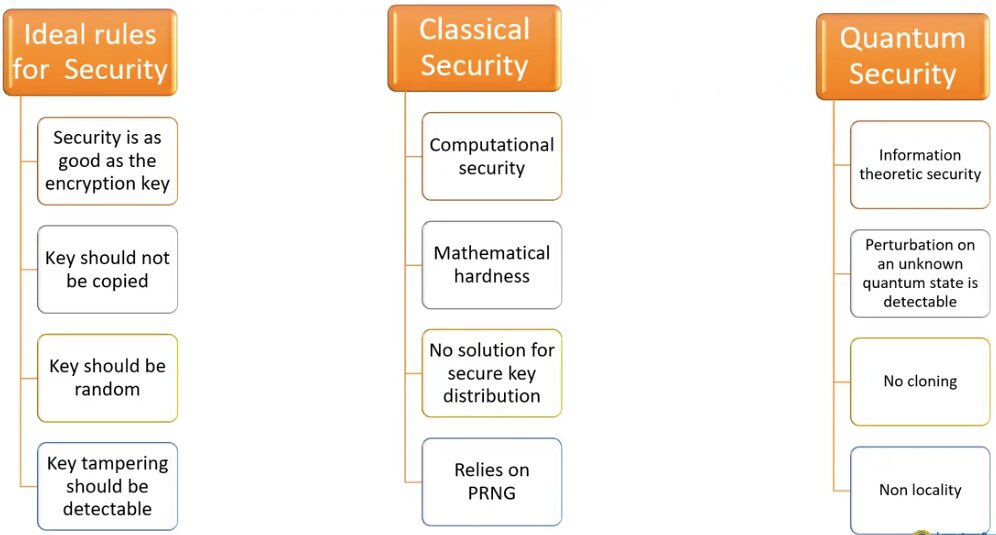 Ideal rules
for Security
Security is as
good as the
encryption key
Key should not
be copied
Key should be
random
Key tampering
should be
detectable
Classical
Security
Computational
security
Mathematical
hardness
No solution for
secure key
distribution
Relies on
PRNG
Quantum
Security
Information
theoretic security
Perturbation on
an unknown
quantum state is
detectable
No cloning
Non locality